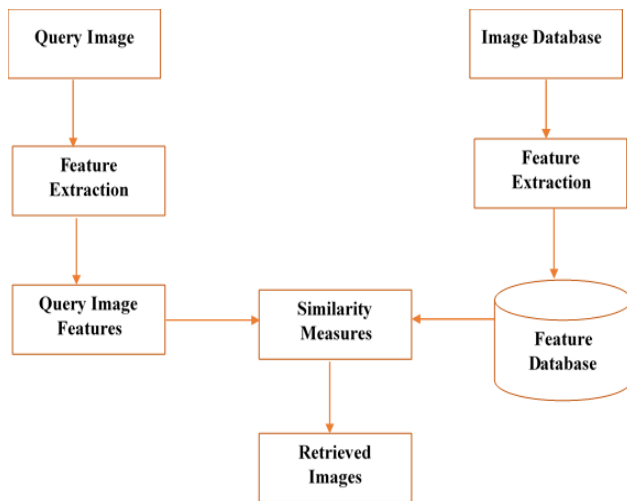 Query Image
Image Database
Feature
Extraction
Feature
Extraction
Query Image
Features
Similarity
Measures
Feature
Database
Retrieved
Images